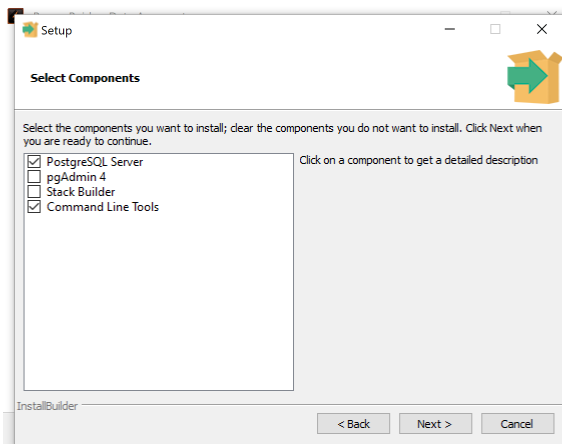 Setup
Select Components
Select the components you want to install; clear the components you do not want to install. Click Next when
you are ready to continue.
PostgreSQL Server
Click on a component to get a detailed description
pgAdmin 4
Stack Builder
Command Line Tools
InstallBuilder
< Back
Next >
Cancel